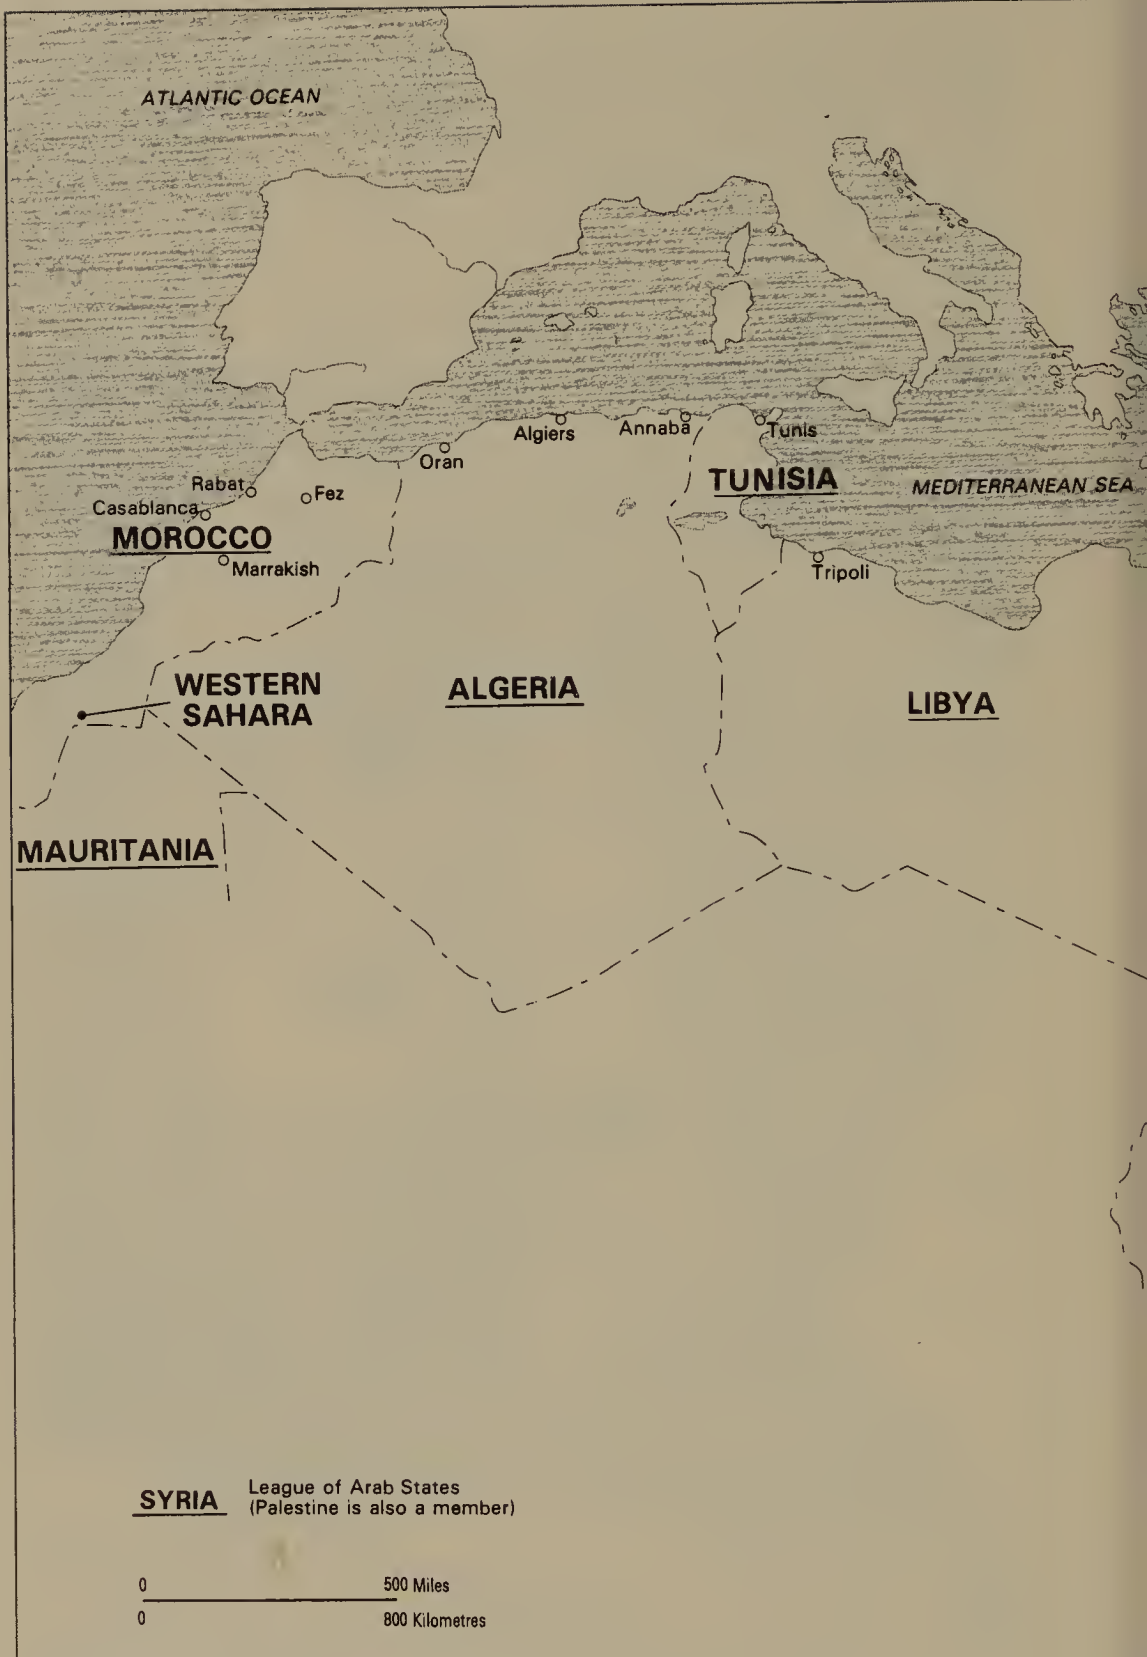 ATLANTIC OCEAN
Algiers
Annaba
Tunis
Oran
TUNISIA
MEDITERRANEAN SEA
Rabat
Fez
Casablanca
MOROCCO
Marrakish
Tripoli
WESTERN
SAHARA
ALGERIA
LIBYA
MAURITANIA
SYRIA
League of Arab States
(Palestine is also a member)
0
500 Miles
0
800 Kilometres